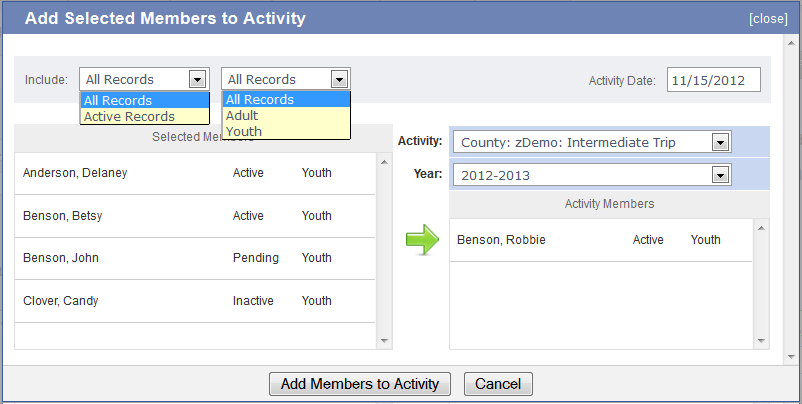 Add Selected Members to Activity [close]
Include: All Records All Records Activity Date: 11/15/2012
All Records All Records
Active Records Adult
Youth
Selected Mem
Activity: County: zDemo: Intermediate Trip
Year: 2012-2013
Activity Members
Anderson, Delaney Active Youth
Benson, Betsy Active Youth
Benson, John Pending Youth
Clover, Candy Inactive Youth
Benson, Robbie Active Youth
Add Members to Activity Cancel